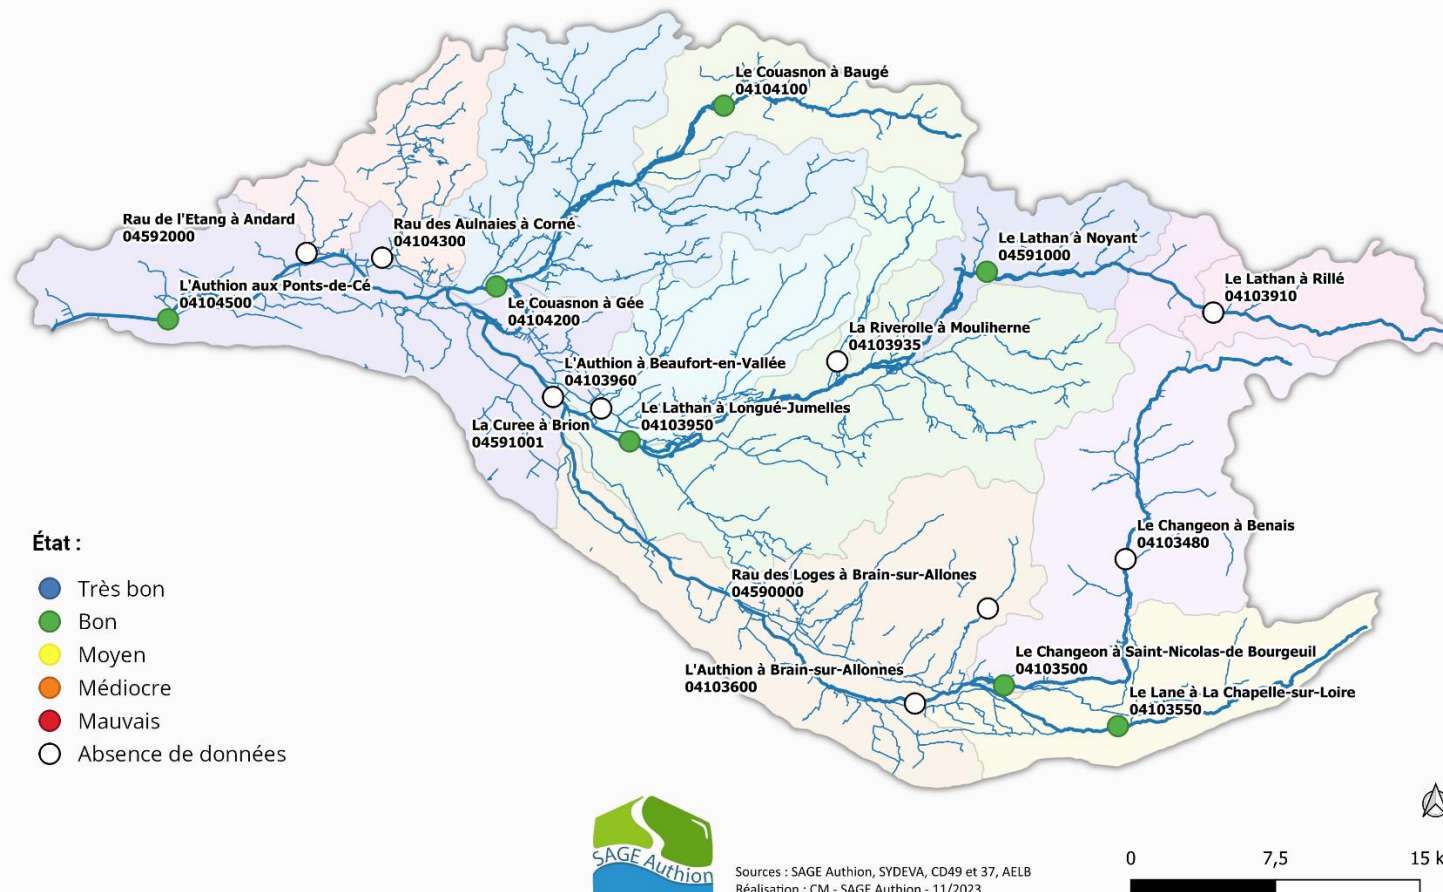 Le Couasnon à Baugé
04104100
Rau de l'Etang à Andard
04592000
Rau des Aulnaies à Corné
04104300
Le Lathan à Noyant
04591000
L'Authion aux Ponts-de-Cé
04104500
Le Lathan à Rillé
04103910
Le Couasnon à Gée
04104200
La Riverolle à Mouliherne
04103935
L'Authion à Beaufort-en-Vallée
04103960
Le Lathan à Longué-Jumelles
04103950
La Curee à Brion
04591001
Le Changeon à Benais
04103480
État :
Très bon
Bon
Moyen
Médiocre
Mauvais
Absence de données
Rau des Loges à Brain-sur-Allones
04590000
Le Changeon à Saint-Nicolas-de Bourgeuil
04103500
L'Authion à Brain-sur-Allonnes
04103600
Le Lane à La Chapelle-sur-Loire
04103550
SAGE Authion
Sources : SAGE Authion, SYDEVA, CD49 et 37, AELB
Réalisation : CM - SAGE Authion - 11/2023
0 7,5 15 k